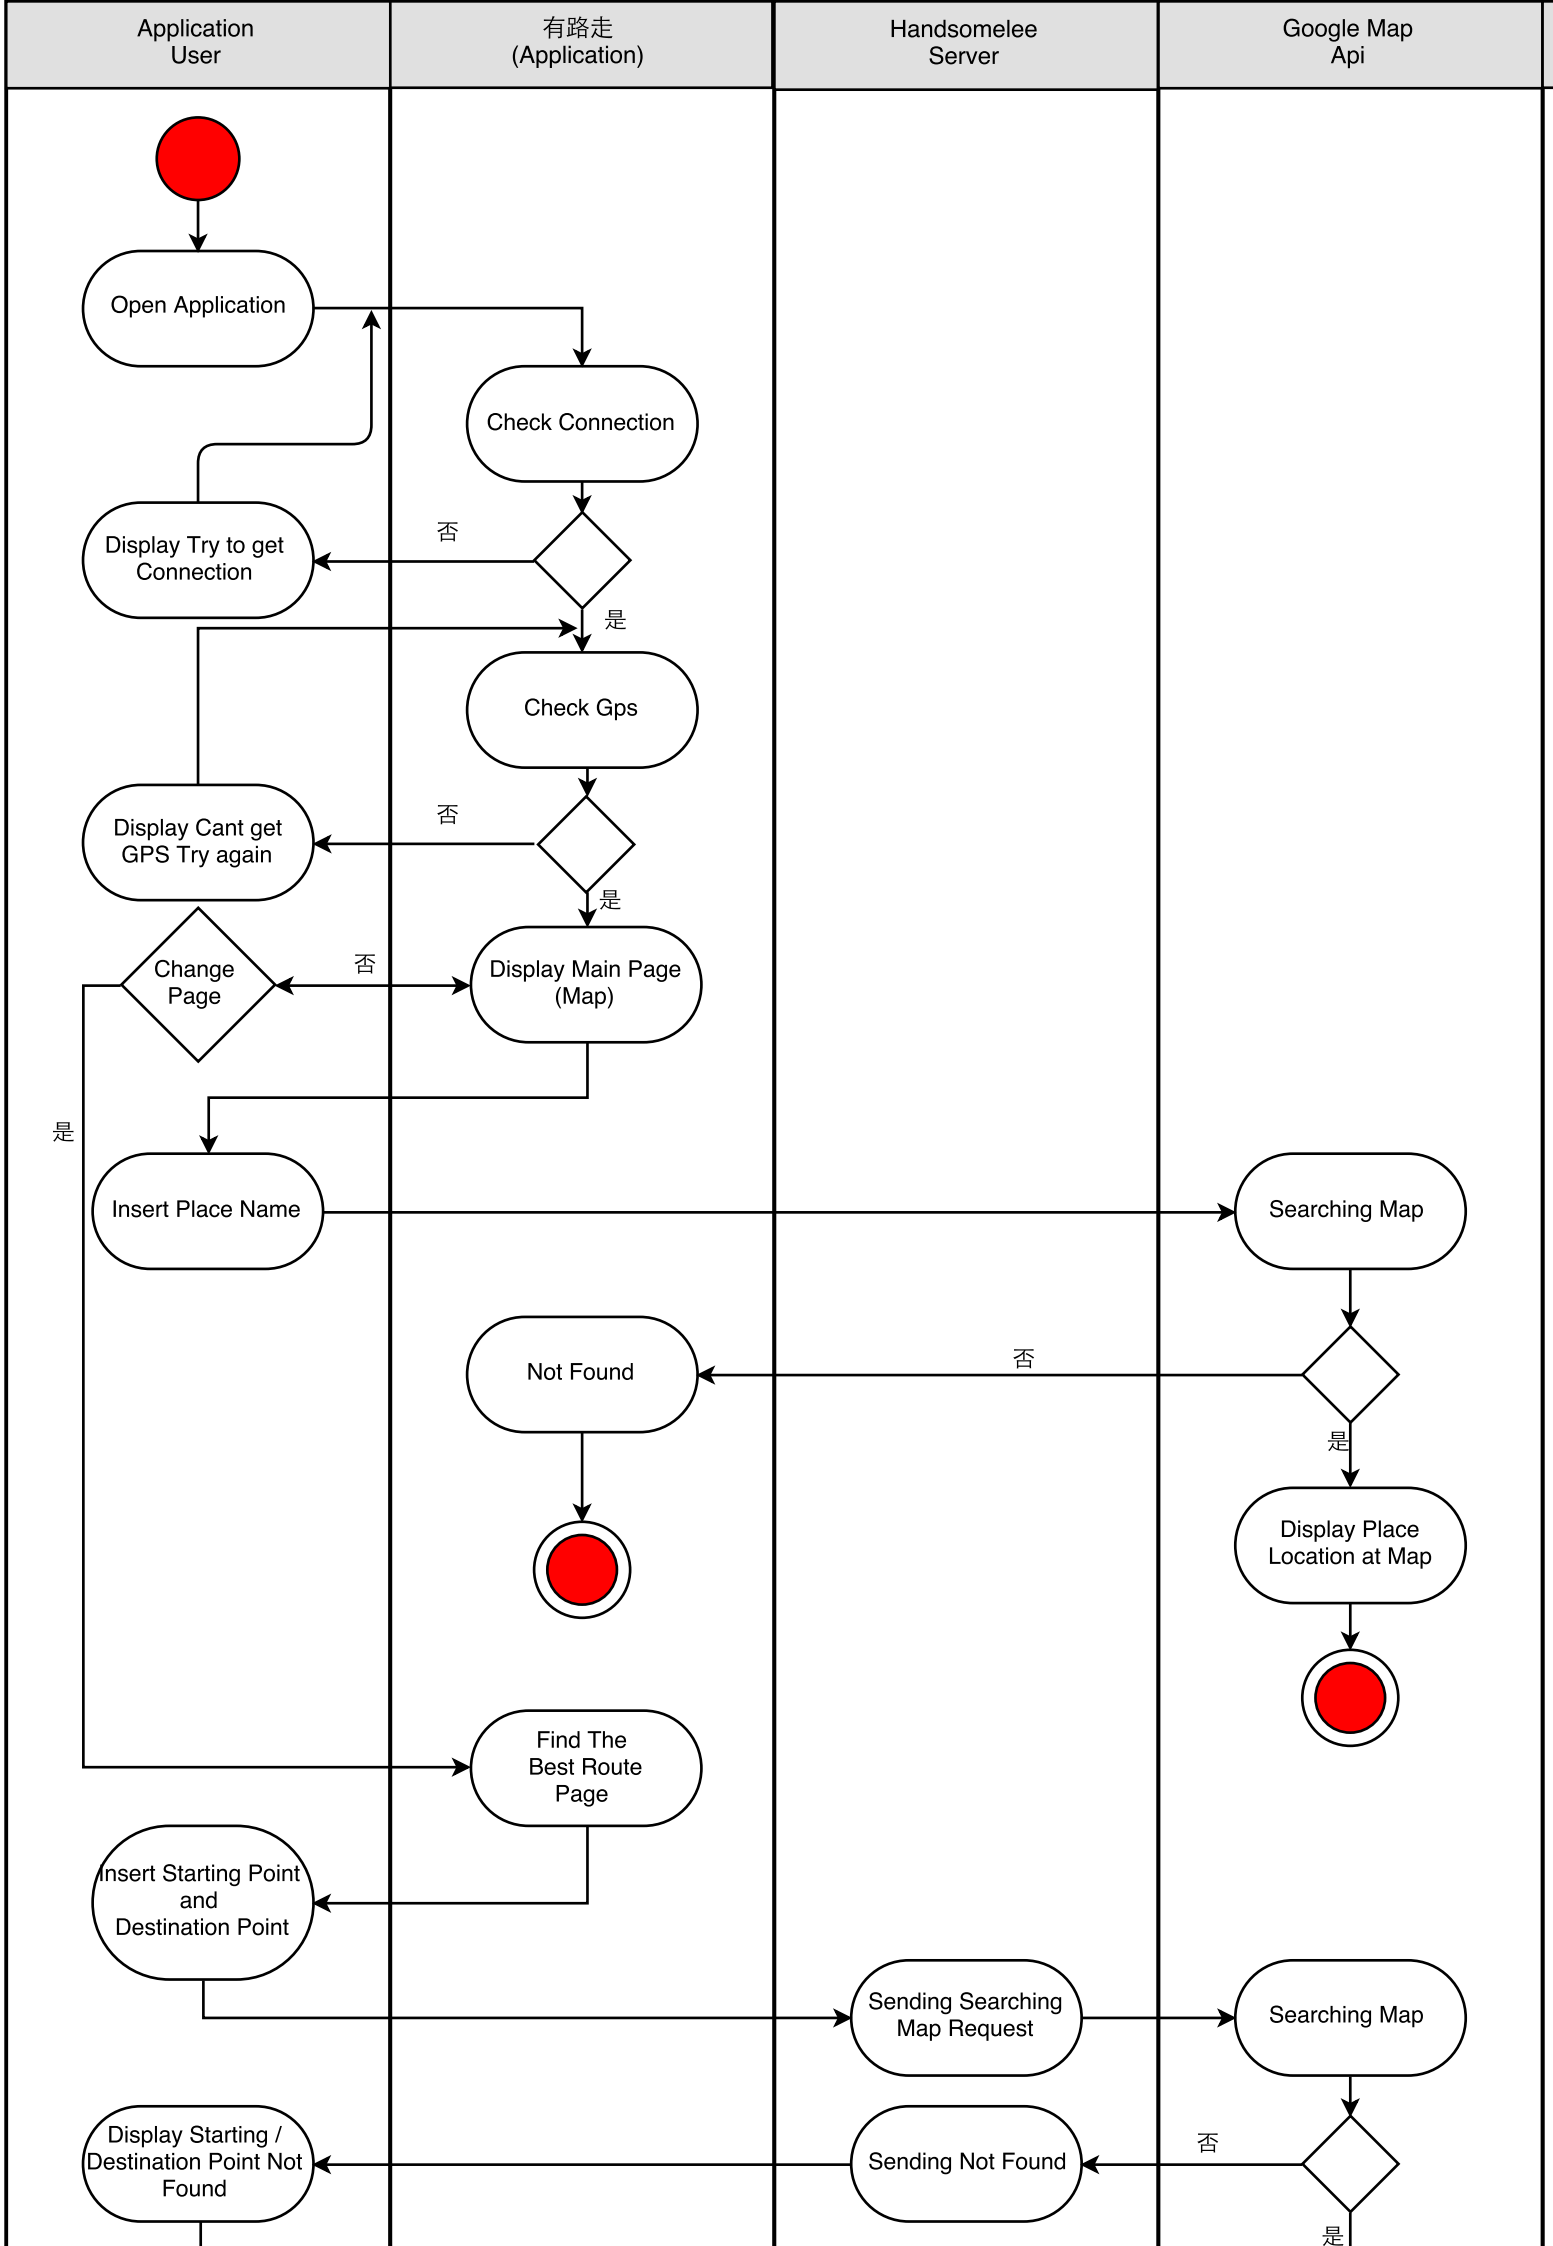 Application
User
有路走
(Application)
Handsomelee
Server
Google Map
Api
Open Application
Check Connection
否
Display Try to get
Connection
是
Check Gps
否
Display Cant get
GPS Try again
是
Change
Page
否
Display Main Page
(Map)
是
Insert Place Name
Searching Map
否
Not Found
是
Display Place
Location at Map
Find The
Best Route
Page
Insert Starting Point
and
Destination Point
Sending Searching
Map Request
Searching Map
Display Starting /
Destination Point Not
Found
Sending Not Found
否
是